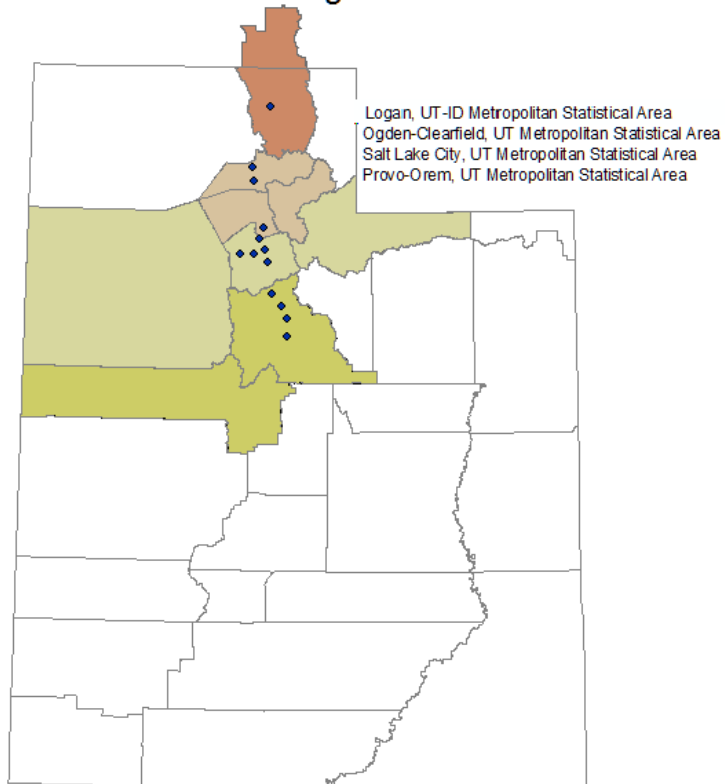 Logan, UT-ID Metropolitan Statistical Area
Ogden-Clearfield, UT Metropolitan Statistical Area
Salt Lake City, UT Metropolitan Statistical Area
Provo-Orem, UT Metropolitan Statistical Area